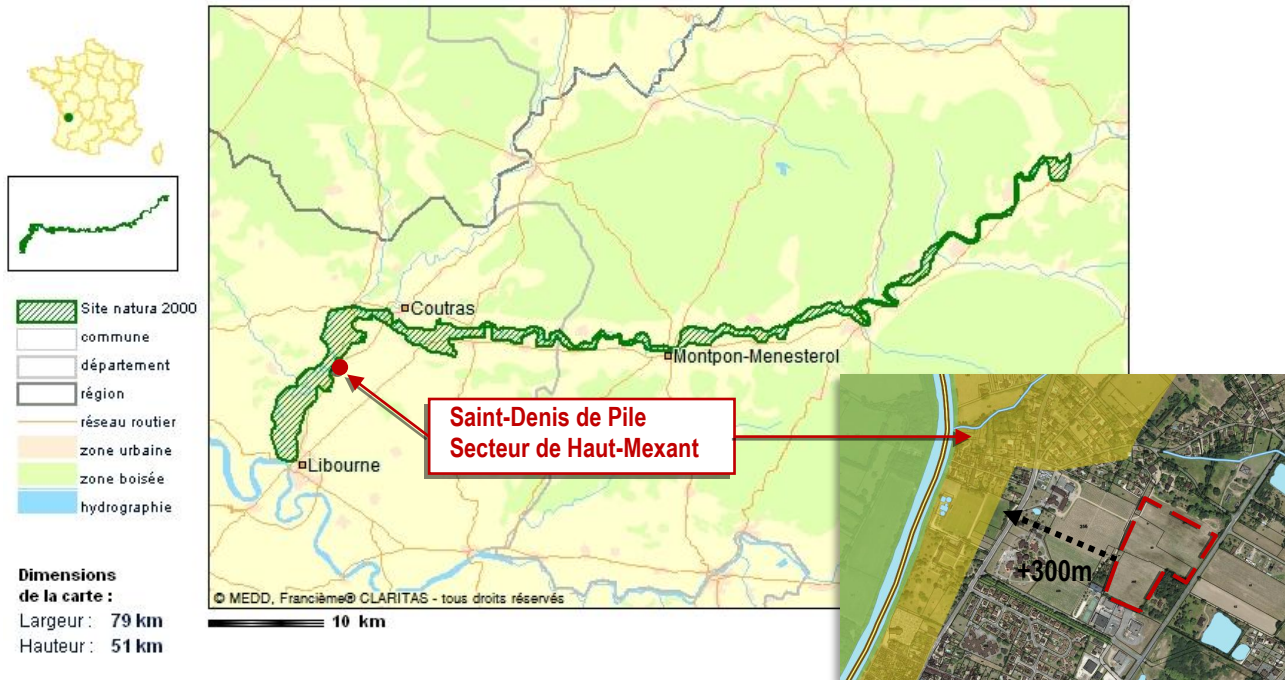 Site natura 2000
commune
département
région
réseau routier
zone urbaine
zone boisée
hydrographie
Dimensions
de la carte :
Largeur : 79 km
Hauteur : 51 km
Coutras
Montpon-Menesterol
Libourne
Saint-Denis de Pile
Secteur de Haut-Mexant
+300m
© MEDD, Francième® CLARITAS - tous droits réservés
10 km